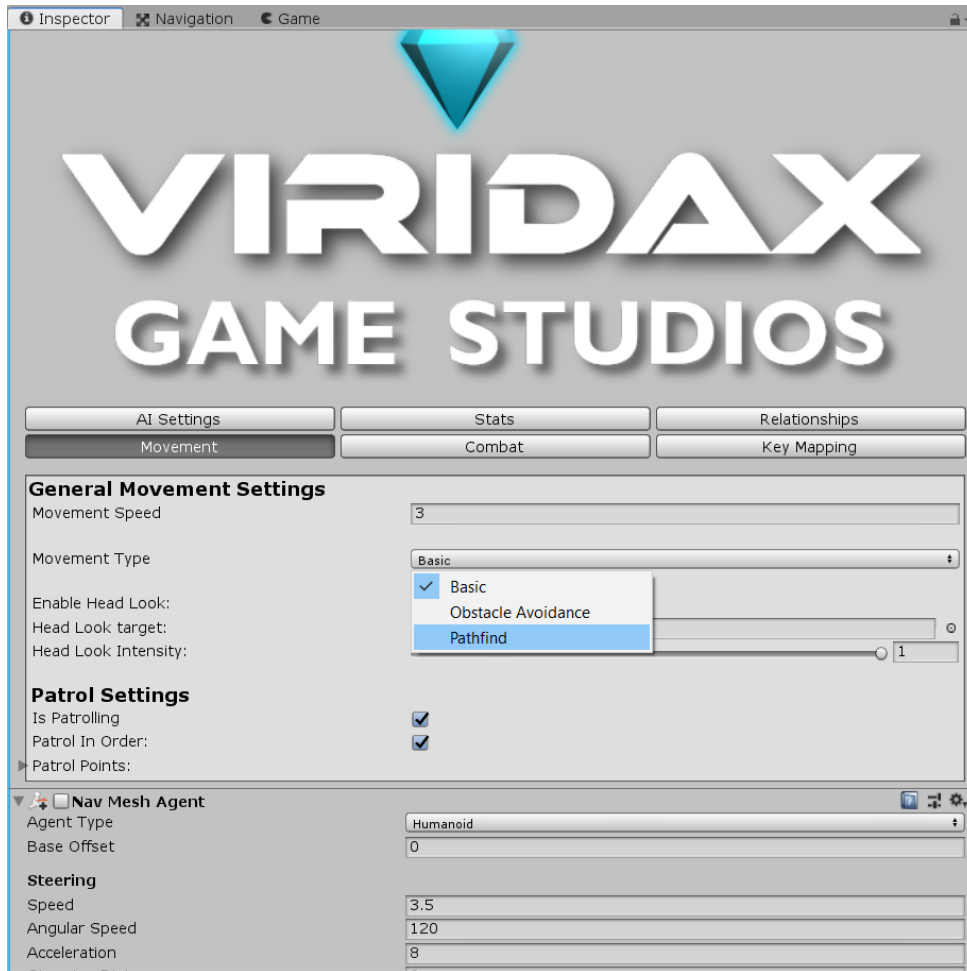 Inspector Navigation Game
VIRIDAX
GAME STUDIOS
AI Settings Stats Relationships
Movement Combat Key Mapping
General Movement Settings
Movement Speed 3
Movement Type Basic
Basic
Enable Head Look:
Obstacle Avoidance
Head Look target:
Pathfind
Head Look Intensity: 1
Patrol Settings
Is Patrolling
Patrol In Order:
Patrol Points:
Nav Mesh Agent
Agent Type Humanoid
Base Offset 0
Steering
Speed 3.5
Angular Speed 120
Acceleration 8